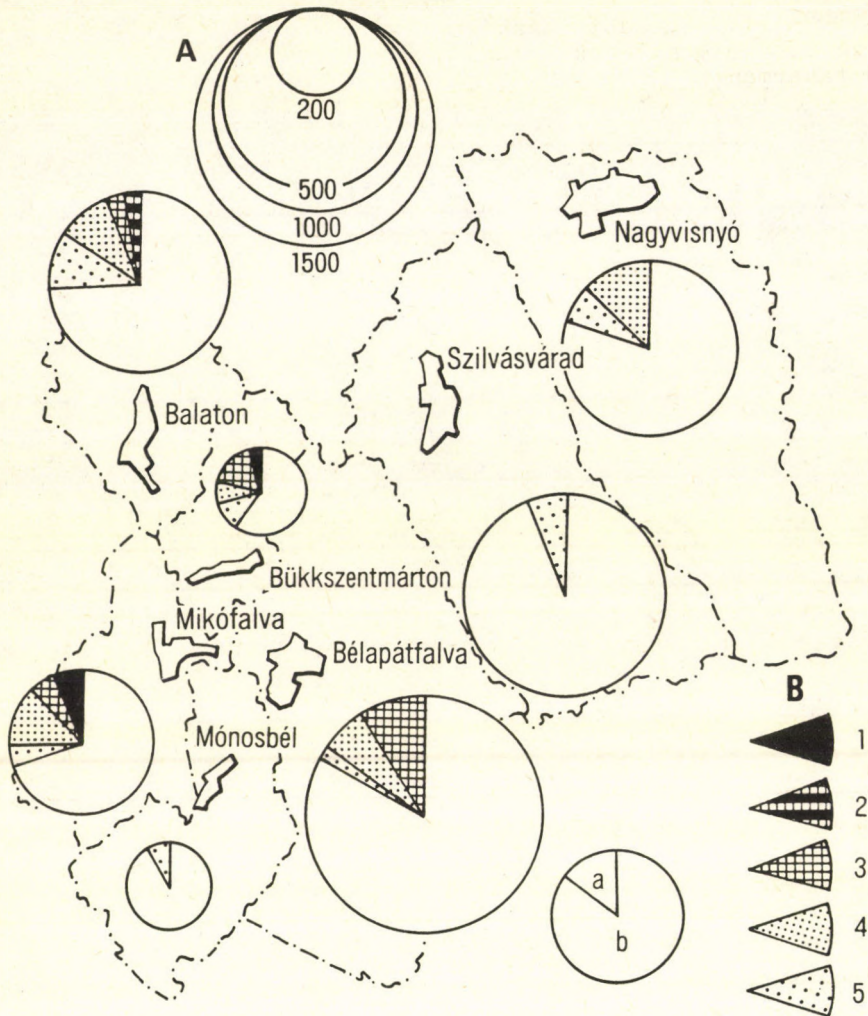 A
200
500
1000
1500
Nagyvisnyó
Szilvásvárad
Balaton
Bükkszentmárton
Mikófalva
Bélapátfalva
Mónosbél
a
b
B
1
2
3
4
5